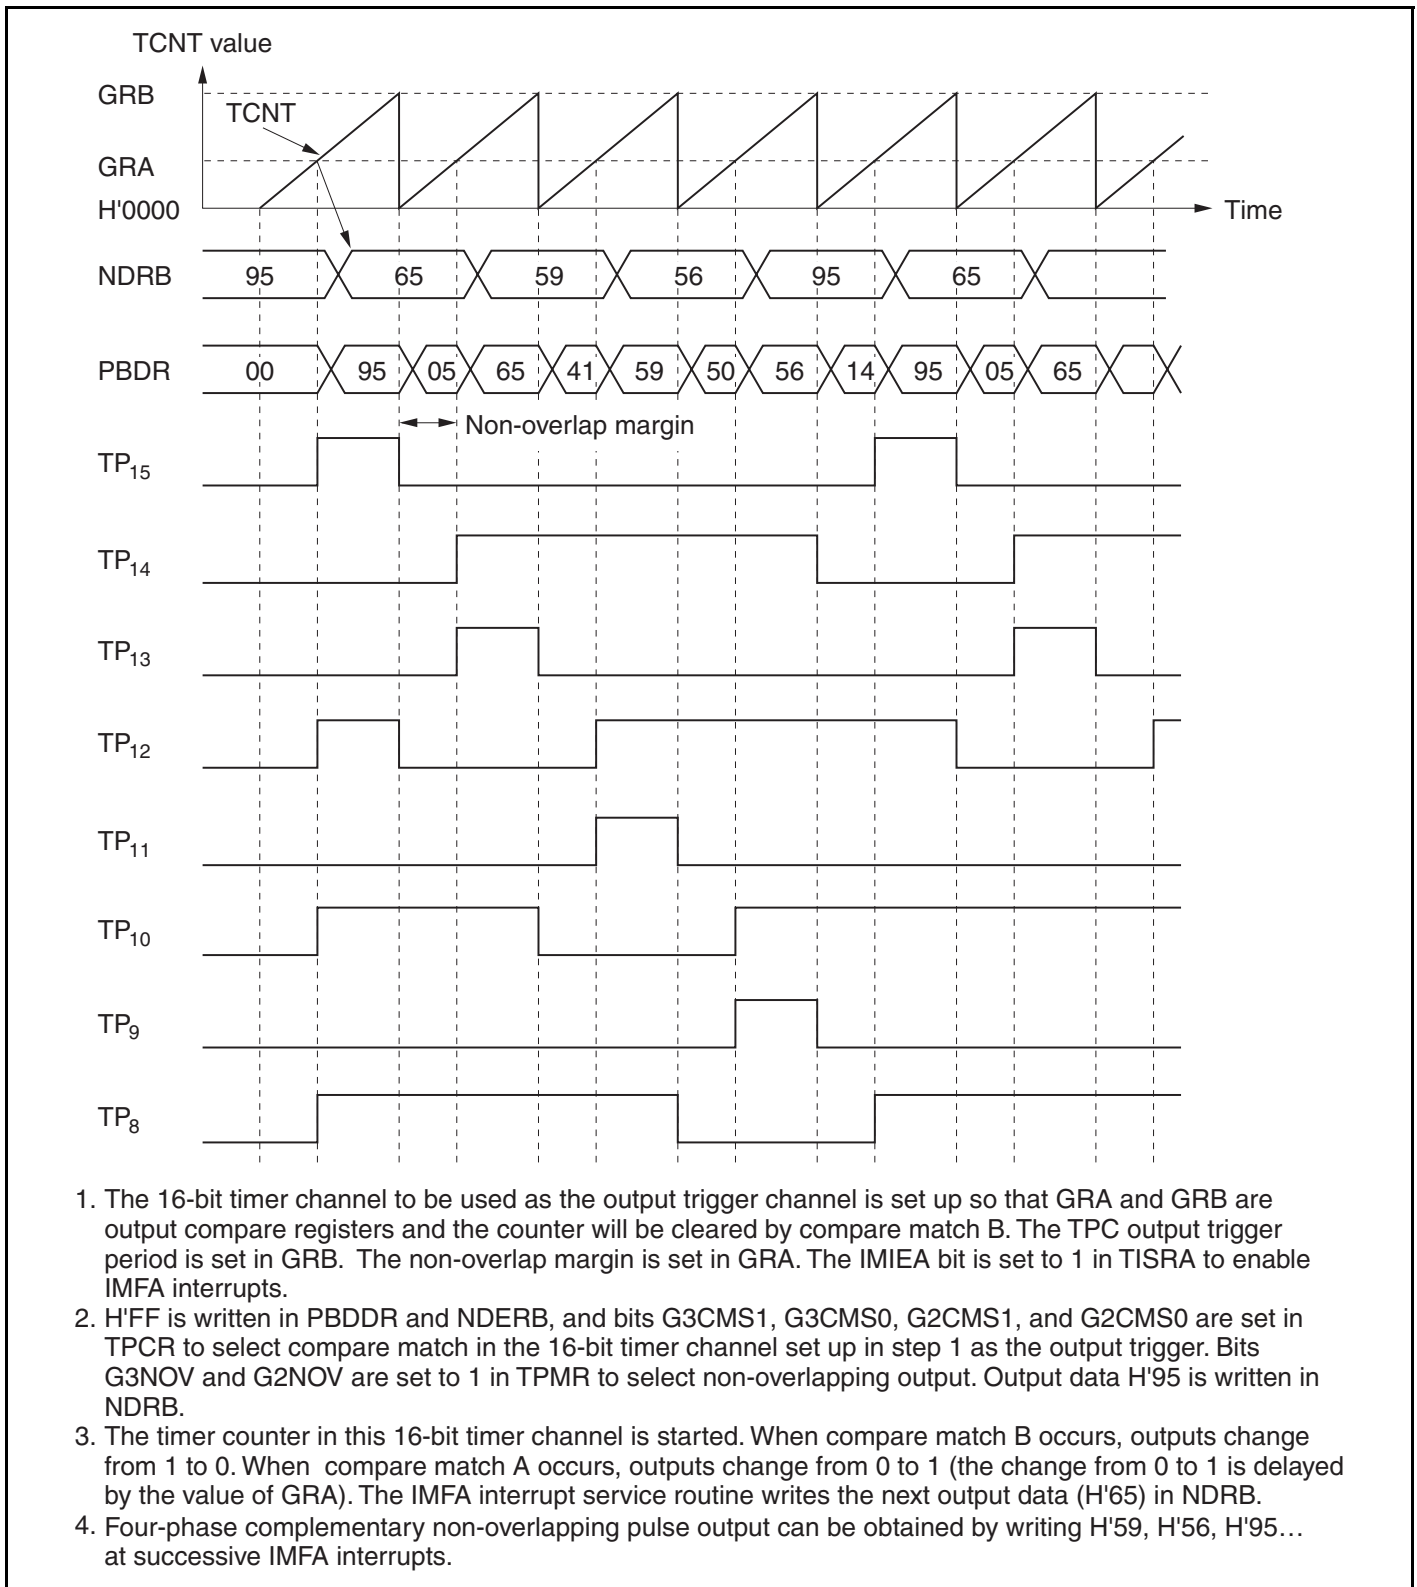 TCNT value
GRB
TCNT
GRA
H'0000
Time
NDRB 95 65 59 56 95 65
PBDR 00 95 05 65 41 59 50 56 14 95 05 65
Non-overlap margin
TP15
TP14
TP13
TP12
TP11
TP10
TP9
TP8
1. The 16-bit timer channel to be used as the output trigger channel is set up so that GRA and GRB are
output compare registers and the counter will be cleared by compare match B. The TPC output trigger
period is set in GRB. The non-overlap margin is set in GRA. The IMIEA bit is set to 1 in TISRA to enable
IMFA interrupts.
2. H'FF is written in PBDDR and NDERB, and bits G3CMS1, G3CMS0, G2CMS1, and G2CMS0 are set in
TPCR to select compare match in the 16-bit timer channel set up in step 1 as the output trigger. Bits
G3NOV and G2NOV are set to 1 in TPMR to select non-overlapping output. Output data H'95 is written in
NDRB.
3. The timer counter in this 16-bit timer channel is started. When compare match B occurs, outputs change
from 1 to 0. When compare match A occurs, outputs change from 0 to 1 (the change from 0 to 1 is delayed
by the value of GRA). The IMFA interrupt service routine writes the next output data (H'65) in NDRB.
4. Four-phase complementary non-overlapping pulse output can be obtained by writing H'59, H'56, H'95…
at successive IMFA interrupts.